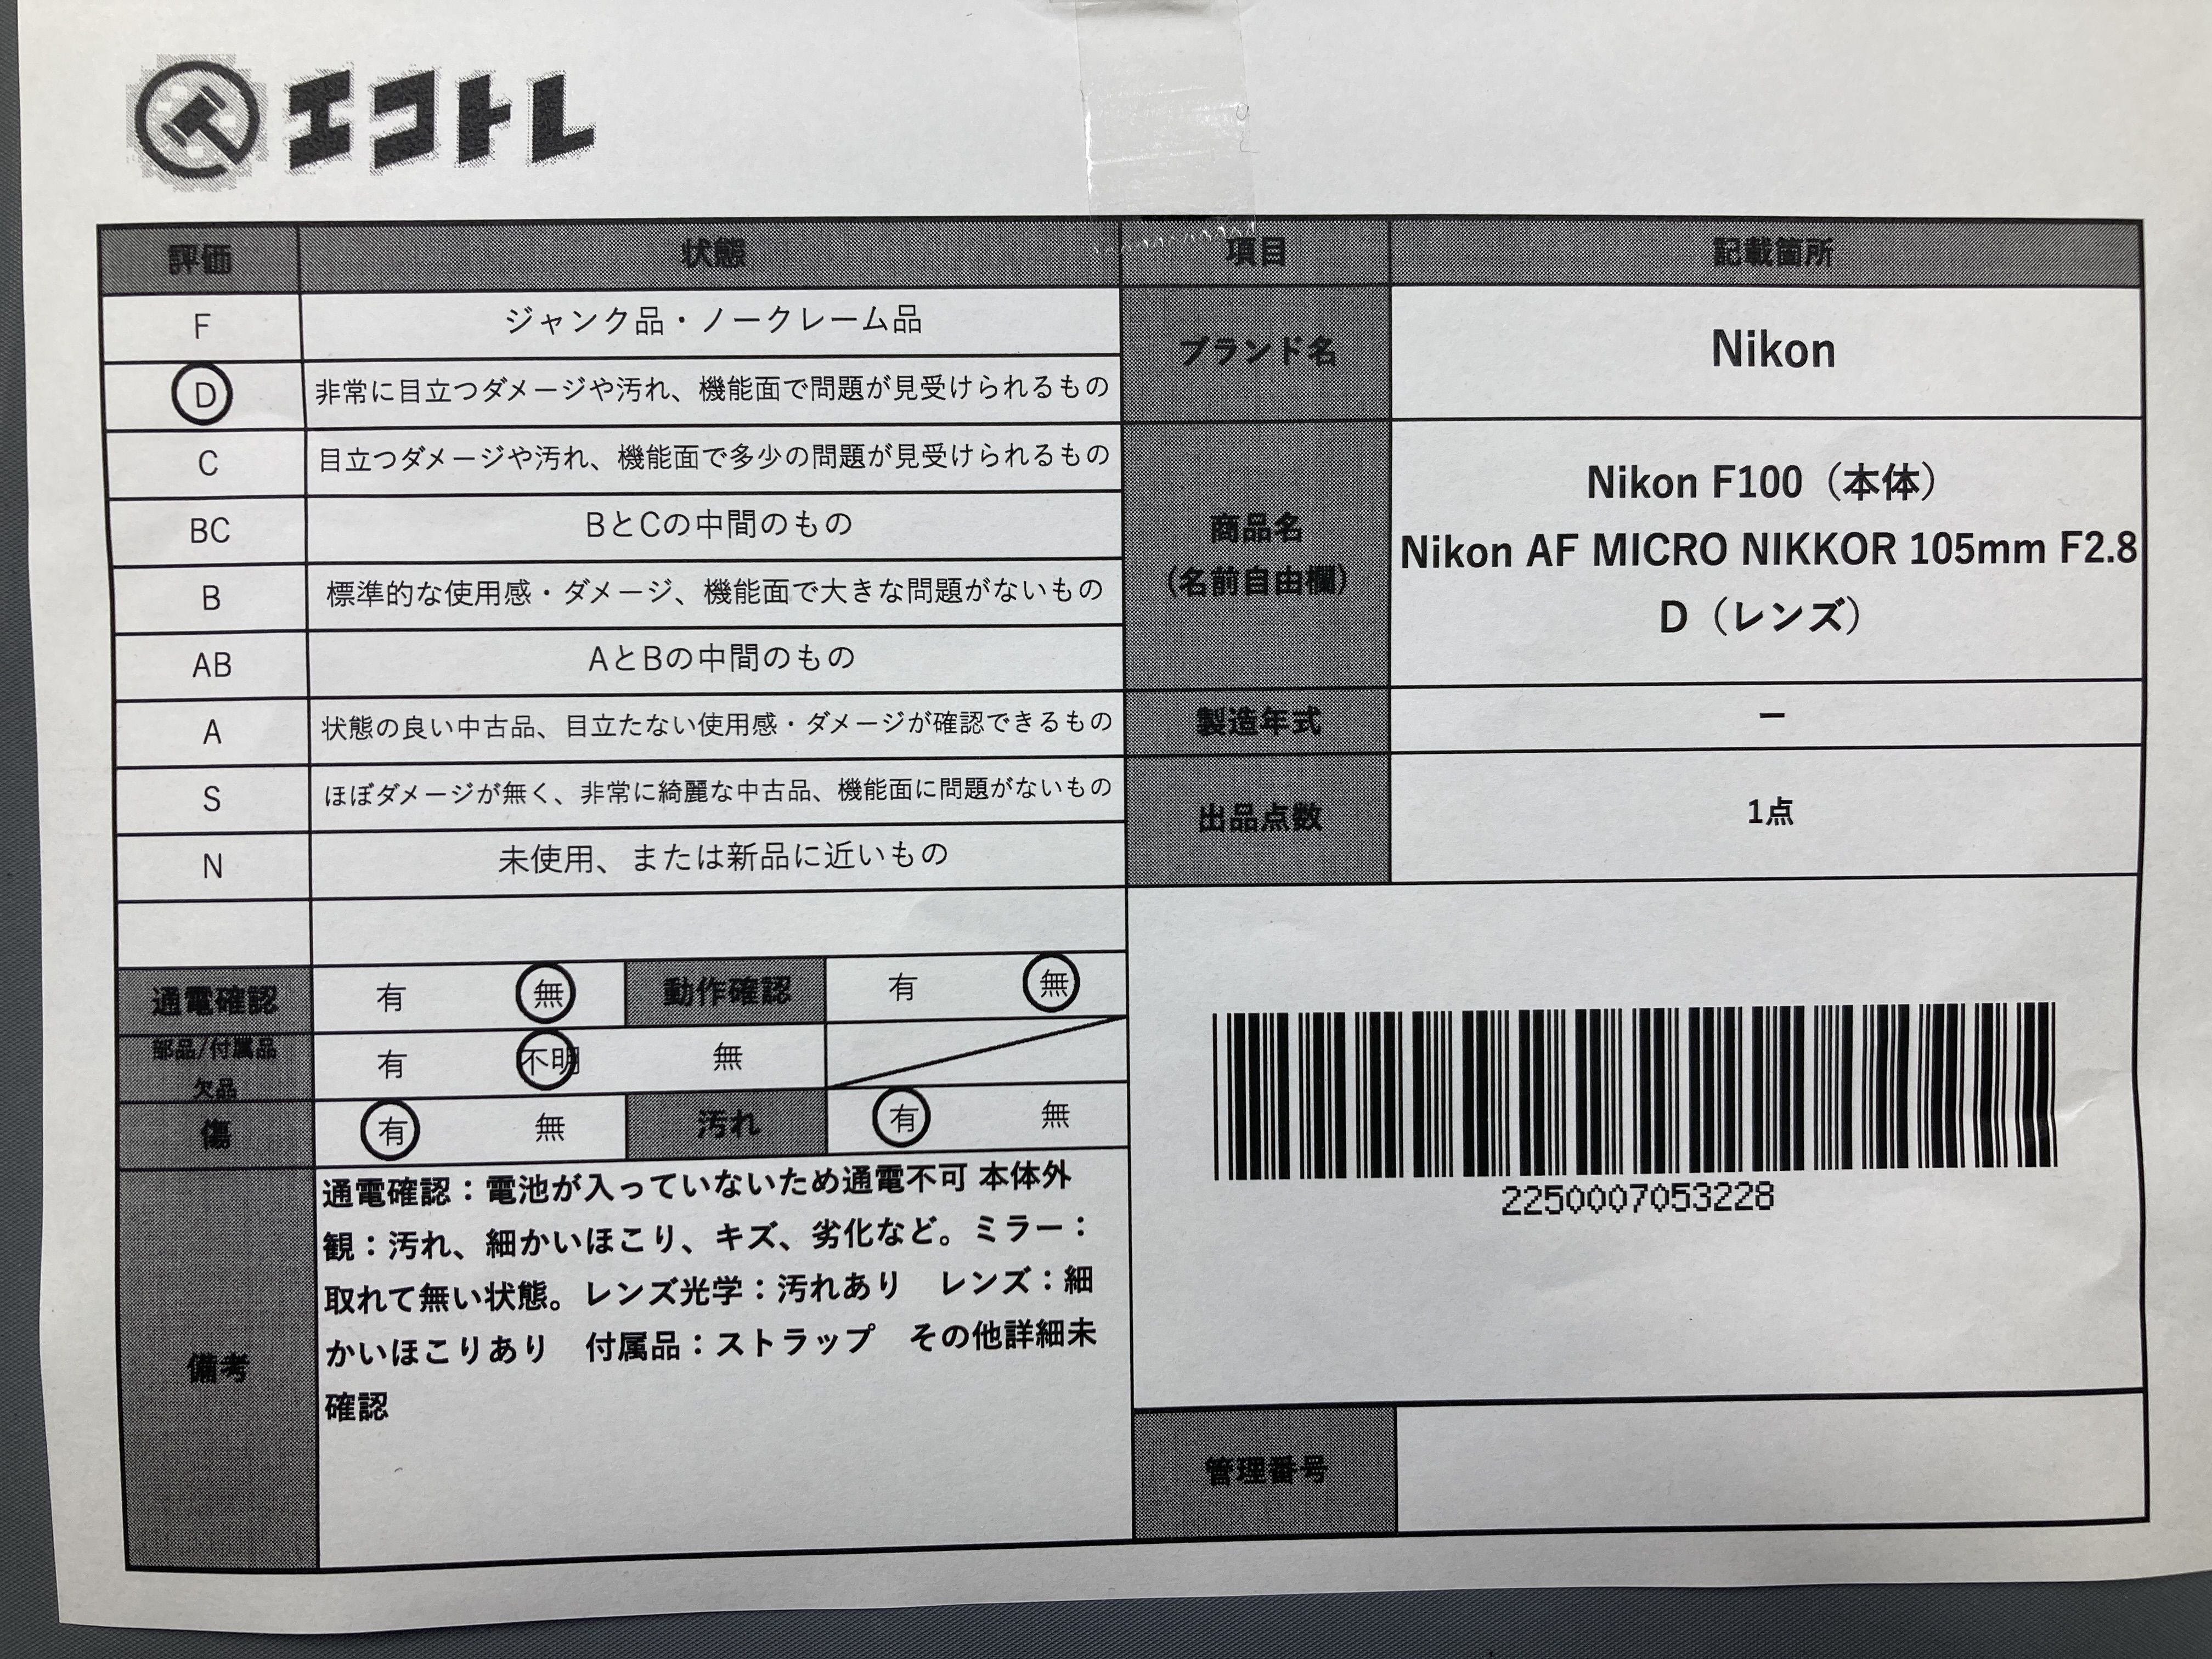 エコトレ
評価 状態 項目 記載箇所
F ジャンク品・ノークレーム品
D 非常に目立つダメージや汚れ、機能面で問題が見受けられるもの
C 目立つダメージや汚れ、機能面で多少の問題が見受けられるもの
BC BとCの中間のもの
B 標準的な使用感・ダメージ、機能面で大きな問題がないもの
AB AとBの中間のもの
A 状態の良い中古品、目立たない使用感・ダメージが確認できるもの
S ほぼダメージが無く、非常に綺麗な中古品、機能面に問題がないもの
N 未使用、または新品に近いもの
ブランド名 Nikon
商品名
(名前自由欄)
Nikon F100（本体）
Nikon AF MICRO NIKKOR 105mm F2.8
D（レンズ）
製造年式 ー
出品点数 1点
通電確認 有 無 動作確認 有 無
部品/付属品
欠品
有 不明 無
傷 有 無 汚れ 有 無
備考
通電確認：電池が入っていないため通電不可 本体外
観：汚れ、細かいほこり、キズ、劣化など。ミラー：
取れて無い状態。レンズ光学：汚れあり　レンズ：細
かいほこりあり　付属品：ストラップ　その他詳細未
確認
2250007053228
管理番号